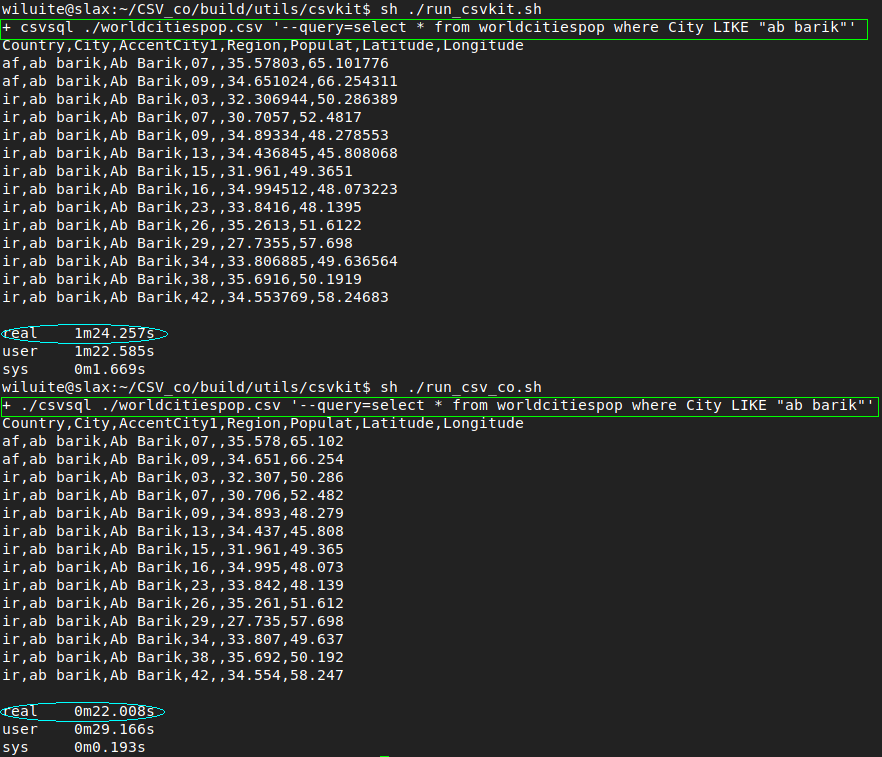 wiluite@slax:~/CSV_co/build/utils/csvkit$ sh ./run_csvkit.sh
+ csvsql ./worldcitiespop.csv '--query=select * from worldcitiespop where City LIKE "ab barik"'
Country,City,AccentCity1,Region,Populat,Latitude,Longitude
af,ab barik,Ab Barik,07,,35.57803,65.101776
af,ab barik,Ab Barik,09,,34.651024,66.254311
ir,ab barik,Ab Barik,03,,32.306944,50.286389
ir,ab barik,Ab Barik,07,,30.7057,52.4817
ir,ab barik,Ab Barik,09,,34.89334,48.278553
ir,ab barik,Ab Barik,13,,34.436845,45.808068
ir,ab barik,Ab Barik,15,,31.961,49.3651
ir,ab barik,Ab Barik,16,,34.994512,48.073223
ir,ab barik,Ab Barik,23,,33.8416,48.1395
ir,ab barik,Ab Barik,26,,35.2613,51.6122
ir,ab barik,Ab Barik,29,,27.7355,57.698
ir,ab barik,Ab Barik,34,,33.806885,49.636564
ir,ab barik,Ab Barik,38,,35.6916,50.1919
ir,ab barik,Ab Barik,42,,34.553769,58.24683
real 1m24.257s
user 1m22.585s
sys 0m1.669s
wiluite@slax:~/CSV_co/build/utils/csvkit$ sh ./run_csv_co.sh
+ ./csvsql ./worldcitiespop.csv '--query=select * from worldcitiespop where City LIKE "ab barik"'
Country,City,AccentCity1,Region,Populat,Latitude,Longitude
af,ab barik,Ab Barik,07,,35.578,65.102
af,ab barik,Ab Barik,09,,34.651,66.254
ir,ab barik,Ab Barik,03,,32.307,50.286
ir,ab barik,Ab Barik,07,,30.706,52.482
ir,ab barik,Ab Barik,09,,34.893,48.279
ir,ab barik,Ab Barik,13,,34.437,45.808
ir,ab barik,Ab Barik,15,,31.961,49.365
ir,ab barik,Ab Barik,16,,34.995,48.073
ir,ab barik,Ab Barik,23,,33.842,48.139
ir,ab barik,Ab Barik,26,,35.261,51.612
ir,ab barik,Ab Barik,29,,27.735,57.698
ir,ab barik,Ab Barik,34,,33.807,49.637
ir,ab barik,Ab Barik,38,,35.692,50.192
ir,ab barik,Ab Barik,42,,34.554,58.247
real 0m22.008s
user 0m29.166s
sys 0m0.193s